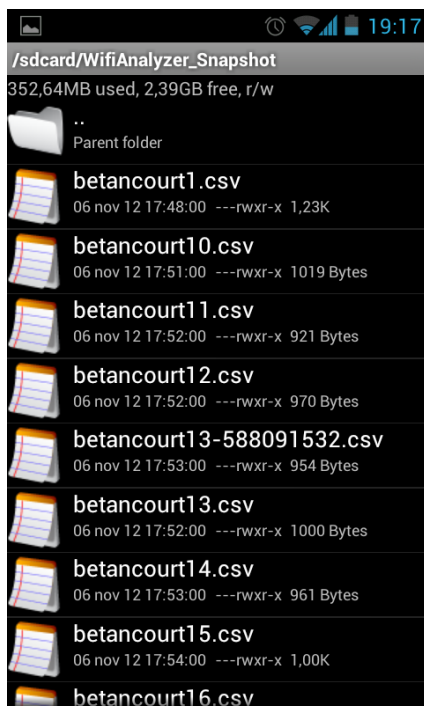 19:17
/sdcard/WifiAnalyzer_Snapshot
352,64MB used, 2,39GB free, r/w
..
Parent folder
betancourt1.csv
06 nov 12 17:48:00 ---rwxr-x 1,23K
betancourt10.csv
06 nov 12 17:51:00 ---rwxr-x 1019 Bytes
betancourt11.csv
06 nov 12 17:52:00 ---rwxr-x 921 Bytes
betancourt12.csv
06 nov 12 17:52:00 ---rwxr-x 970 Bytes
betancourt13-588091532.csv
06 nov 12 17:53:00 ---rwxr-x 954 Bytes
betancourt13.csv
06 nov 12 17:52:00 ---rwxr-x 1000 Bytes
betancourt14.csv
06 nov 12 17:53:00 ---rwxr-x 961 Bytes
betancourt15.csv
06 nov 12 17:54:00 ---rwxr-x 1,00K
betancourt16.csv